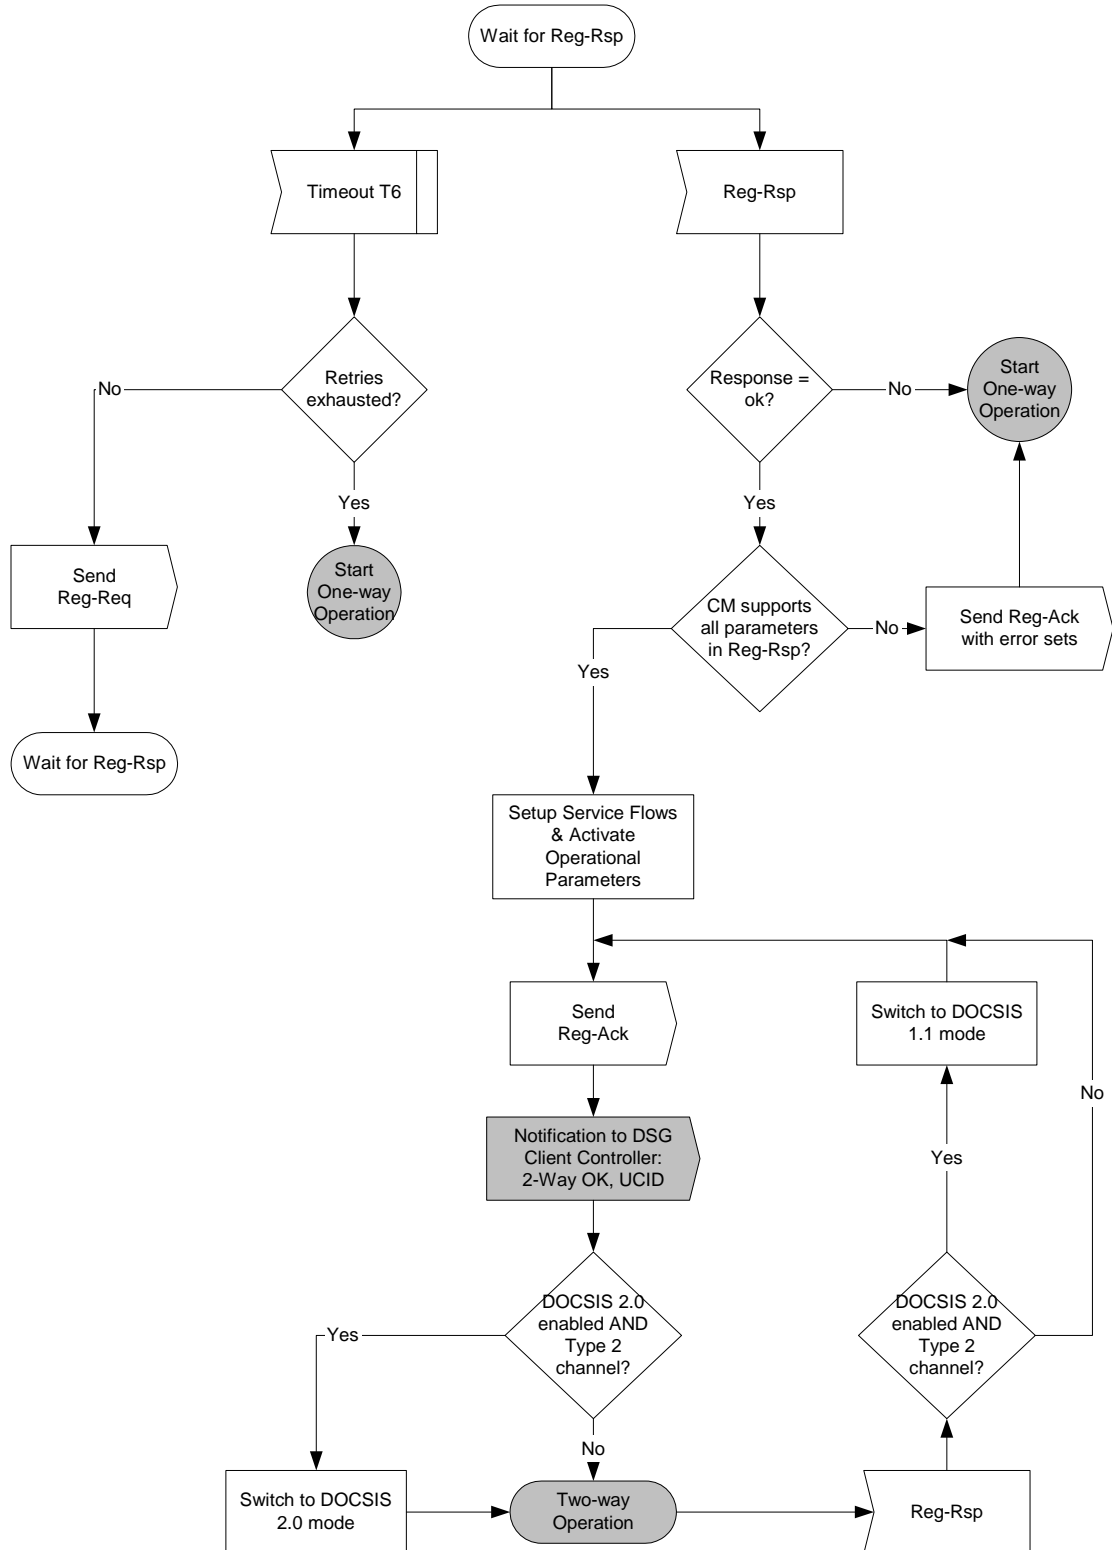 Wait for Reg-Rsp
Timeout T6
Reg-Rsp
Retries
exhausted?
No
Yes
Start
One-way
Operation
Send
Reg-Req
Wait for Reg-Rsp
Response =
ok?
No
Start
One-way
Operation
Yes
CM supports
all parameters
in Reg-Rsp?
No
Send Reg-Ack
with error sets
Yes
Setup Service Flows
& Activate
Operational
Parameters
Send
Reg-Ack
Notification to DSG
Client Controller:
2-Way OK, UCID
DOCSIS 2.0
enabled AND
Type 2
channel?
Yes
No
Switch to DOCSIS
2.0 mode
Two-way
Operation
Reg-Rsp
DOCSIS 2.0
enabled AND
Type 2
channel?
Yes
No
Switch to DOCSIS
1.1 mode